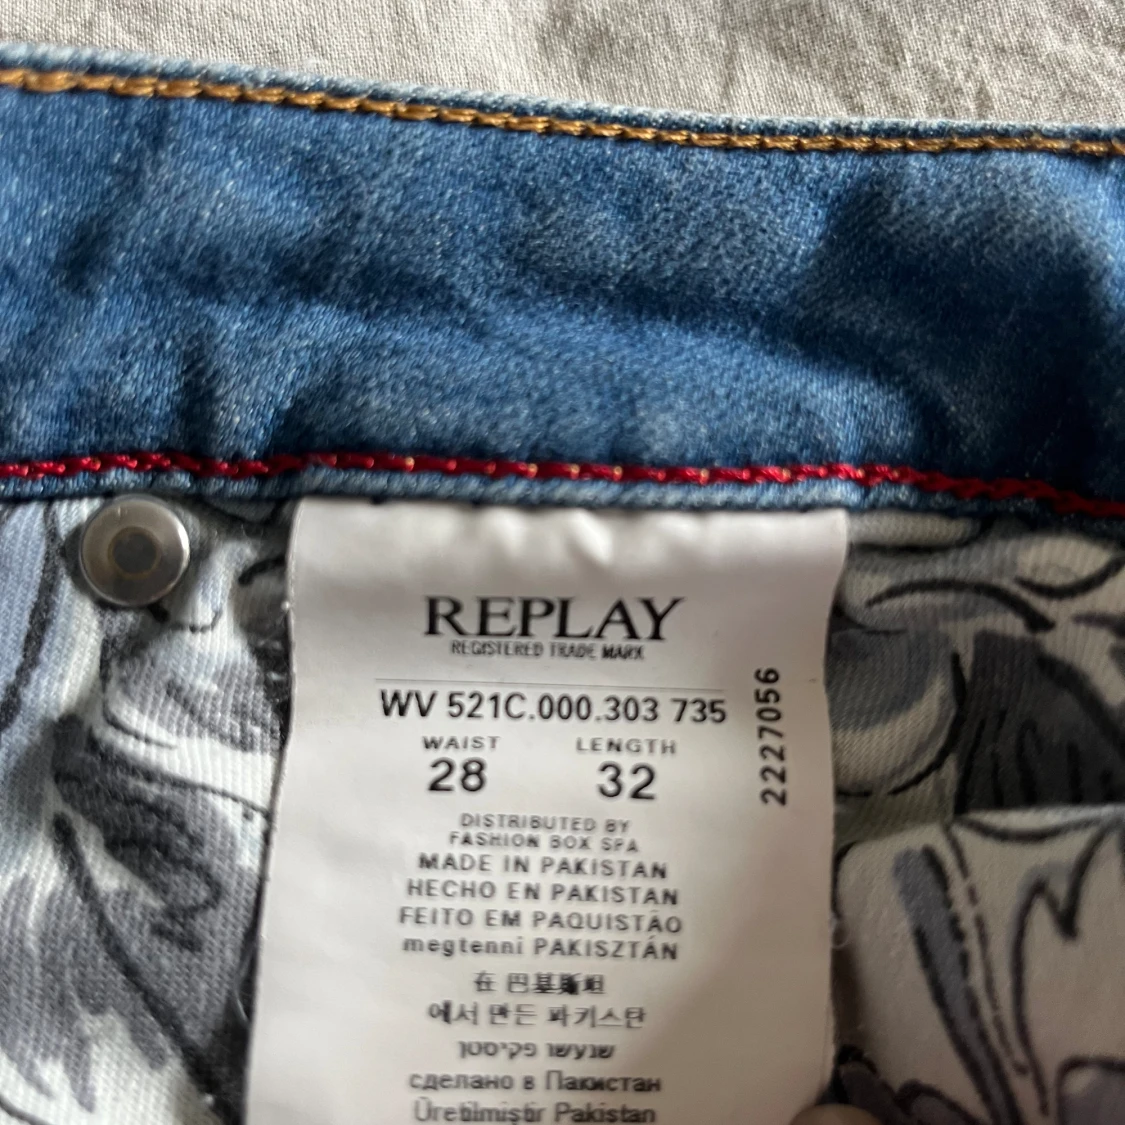 REPLAY
REGISTERED TRADE MARK
WV 521C.000.303 735
WAIST LENGTH
28 32
2227056
DISTRIBUTED BY
FASHION BOX SPA
MADE IN PAKISTAN
HECHO EN PAKISTAN
FEITO EM PAQUISTÃO
megtenni PAKISZTÁN
在 巴基斯坦
에서 만든 파키스탄
שנעשו פקיסטן
сделано в Пакистан
Üretilmiştir Pakistan